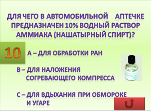 ДЛЯ ЧЕГО В АВТОМОБИЛЬНОЙ АПТЕЧКЕ
ПРЕДНАЗНАЧЕН 10% ВОДНЫЙ РАСТВОР
АММИАКА (НАШАТЫРНЫЙ СПИРТ)?
10
А – ДЛЯ ОБРАБОТКИ РАН
В – ДЛЯ НАЛОЖЕНИЯ
СОГРЕВАЮЩЕГО КОМПРЕССА
С – ДЛЯ ВДЫХАНИЯ ПРИ ОБМОРОКЕ
И УГАРЕ